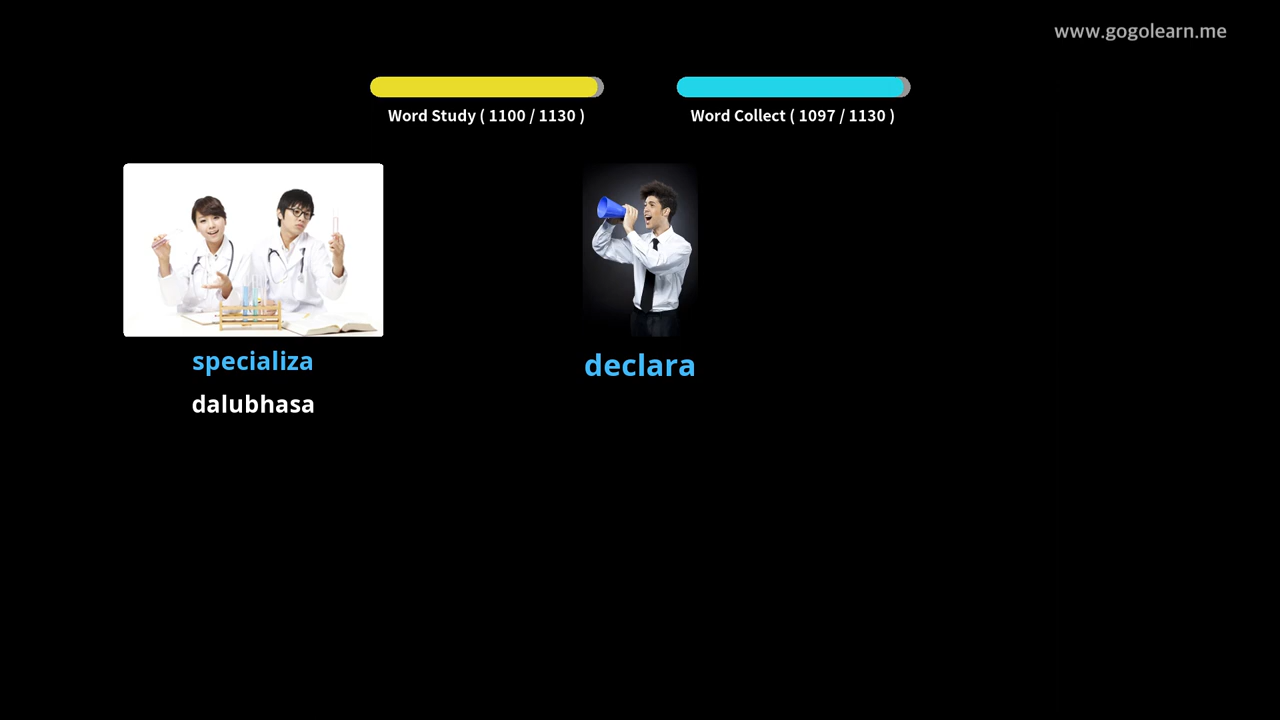 www.gogolearn.me
Word Study ( 1100 / 1130 )
Word Collect ( 1097 / 1130 )
specializa
dalubhasa
declara